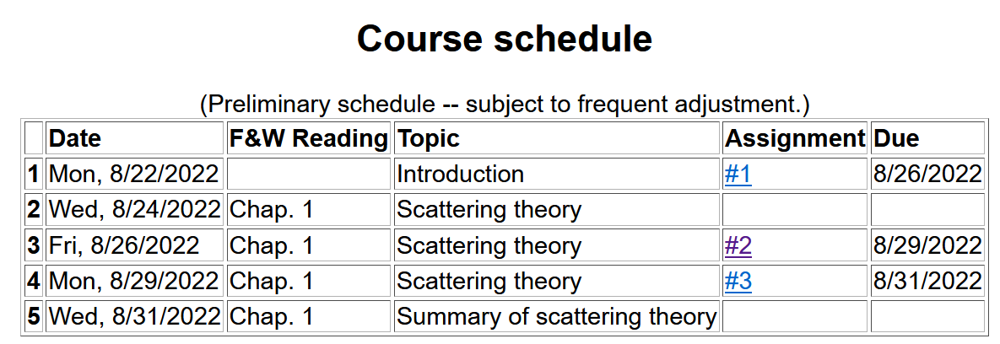 Course schedule
(Preliminary schedule -- subject to frequent adjustment.)
Date F&W Reading Topic Assignment Due
1 Mon, 8/22/2022 Introduction #1 8/26/2022
2 Wed, 8/24/2022 Chap. 1 Scattering theory
3 Fri, 8/26/2022 Chap. 1 Scattering theory #2 8/29/2022
4 Mon, 8/29/2022 Chap. 1 Scattering theory #3 8/31/2022
5 Wed, 8/31/2022 Chap. 1 Summary of scattering theory